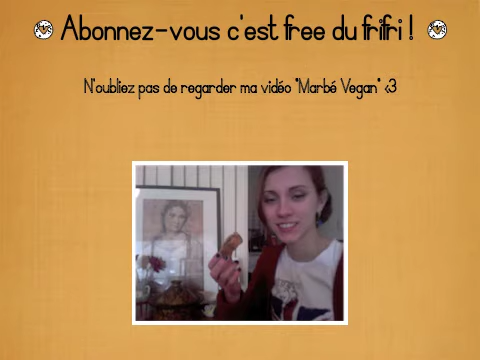 Abonnez-vous c'est free du frifri !
N'oubliez pas de regarder ma vidéo "Marbé Vegan" <3